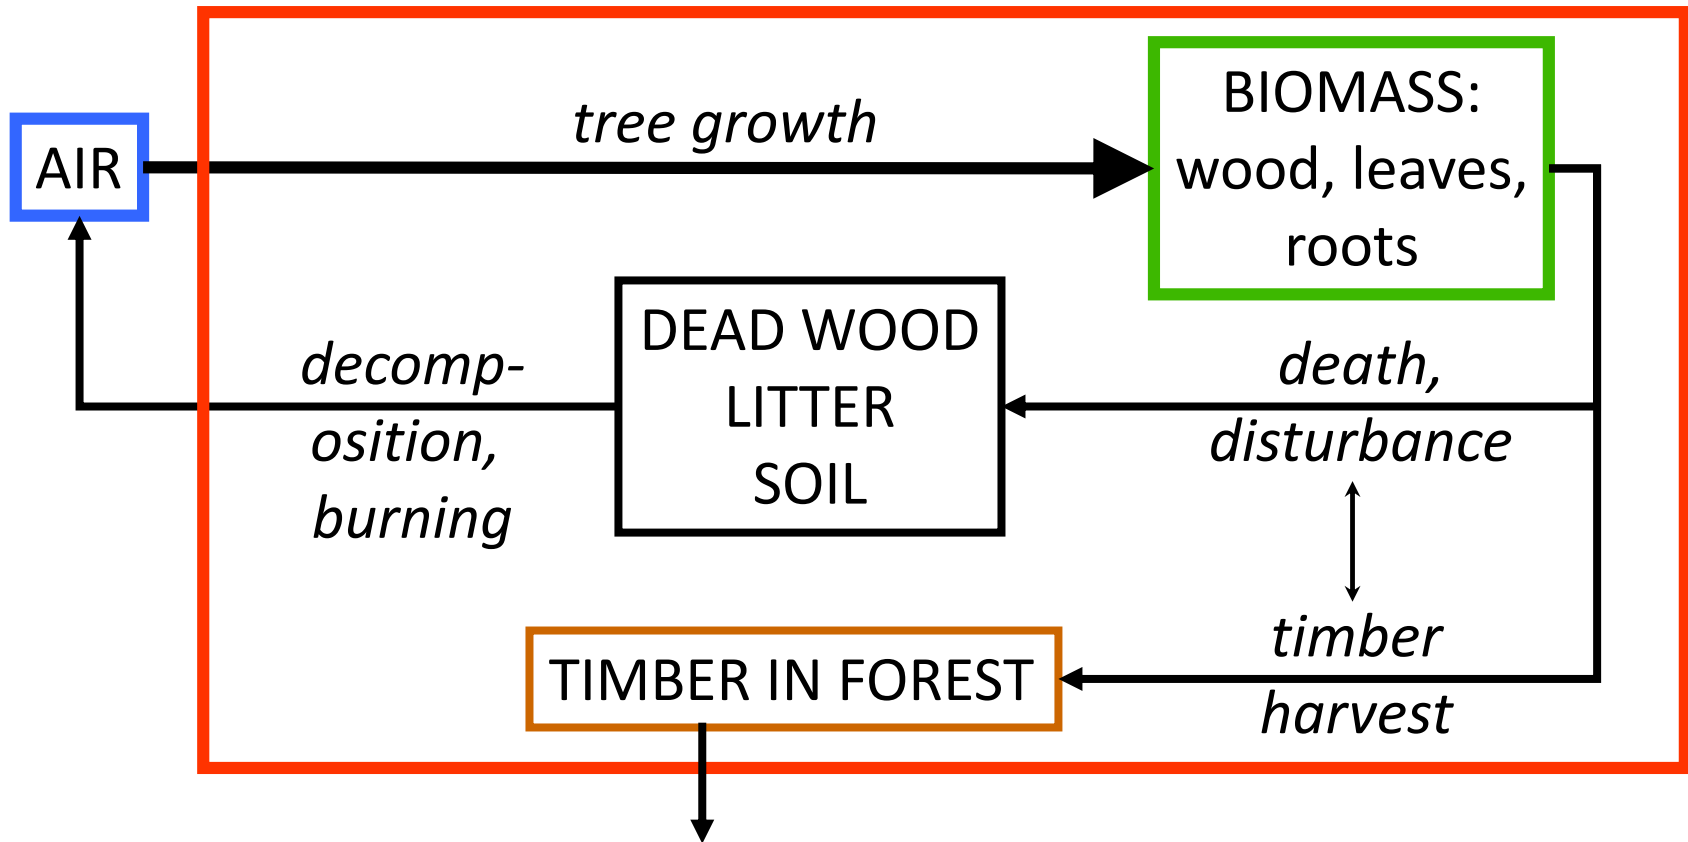 AIR
tree growth
BIOMASS:
wood, leaves,
roots
decomp-
osition,
burning
DEAD WOOD
LITTER
SOIL
death,
disturbance
TIMBER IN FOREST
timber
harvest